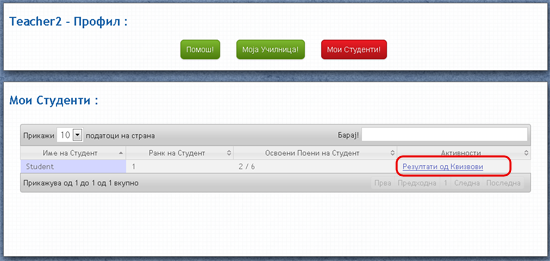 Teacher2 - Профил :
Помош! Моја Училница! Мои Студенти!
Мои Студенти :
Прикажи 10 податоци на страна Барај!
Име на Студент Ранк на Студент Освоени Поени на Студент Активности
Student 1 2 / 6 Резултати од Квизови
Прикажува од 1 до 1 од 1 вкупно Прва Предходна 1 Следна Последна